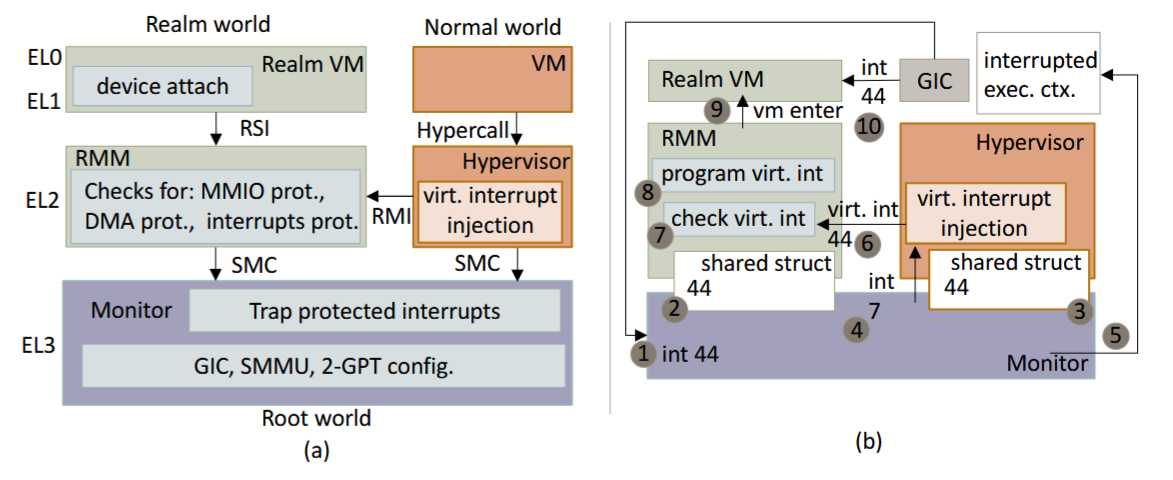 Realm world
Normal world
EL0
EL1
Realm VM
device attach
VM
RSI
Hypercall
EL2
RMM
Checks for: MMIO prot.,
DMA prot., interrupts prot.
RMI
Hypervisor
virt. interrupt
injection
SMC
SMC
EL3
Monitor
Trap protected interrupts
GIC, SMMU, 2-GPT config.
Root world
(a)
Realm VM
int
44
10
GIC
interrupted
exec. ctx.
9
vm enter
RMM
program virt. int
8
check virt. int
7
virt. int
44
6
Hypervisor
virt. interrupt
injection
shared struct
44
2
int
7
4
shared struct
44
3
5
1
int 44
Monitor
(b)